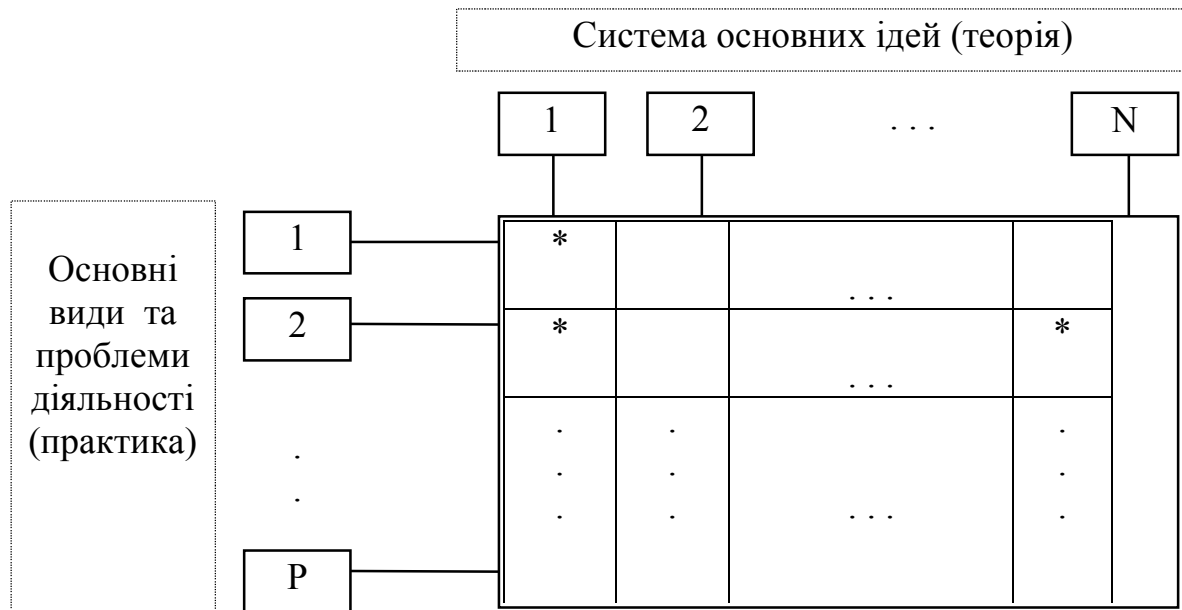 Система основних ідей (теорія)
1 2 . . . N
1 *
. . .
2 * *
. . .
Основні
види та
проблеми
діяльності
(практика)
. . .
. . . .
. . . . . . .
.
P